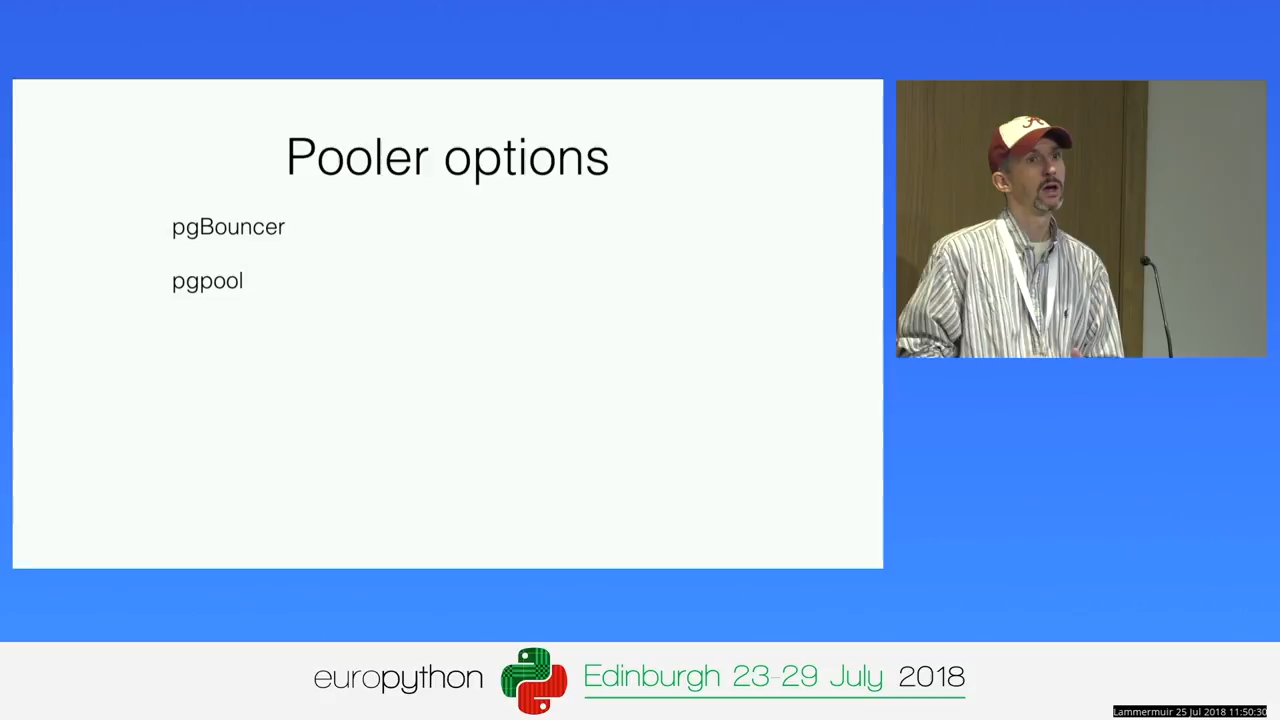 Pooler options
pgBouncer
pgpool
A
europython Edinburgh 23-29 July 2018
Lammermuir 25 Jul 2018 11:50:30